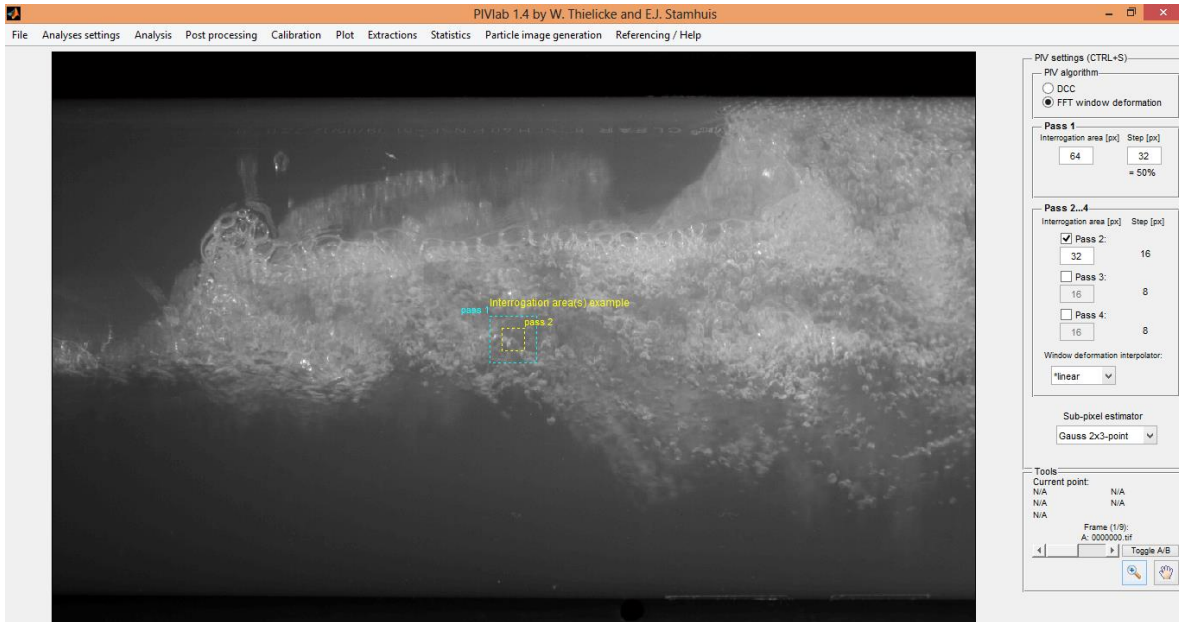 PIVlab 1.4 by W. Thielicke and E.J. Stamhuis
File Analyses settings Analysis Post processing Calibration Plot Extractions Statistics Particle image generation Referencing / Help
PIV settings (CTRL+S)
PIV algorithm
DCC
FFT window deformation
Pass 1
Interrogation area [px] Step [px]
64 32
= 50%
Pass 2...4
Interrogation area [px] Step [px]
Pass 2:
32 16
Pass 3:
16 8
Pass 4:
16 8
Window deformation interpolator:
*linear
Sub-pixel estimator
Gauss 2x3-point
Tools
Current point:
N/A N/A
N/A N/A
N/A
Frame (1/9):
A: 0000000.tif
Toggle A/B
Interrogation area(s) example
pass 1
pass 2